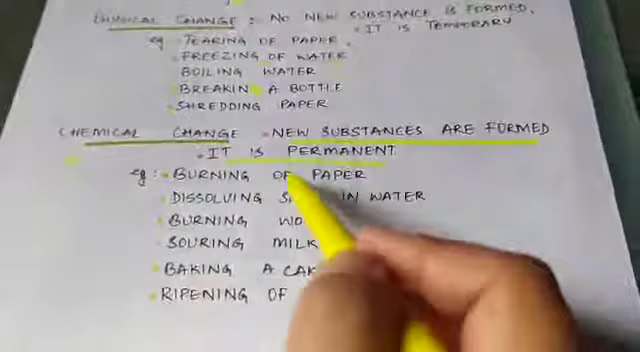 PHYSICAL CHANGE : NO NEW SUBSTANCE IS FORMED.
• IT IS TEMPORARY
eg • TEARING OF PAPER.
• FREEZING OF WATER
BOILING WATER
• BREAKIN A BOTTLE
• SHREDDING PAPER
CHEMICAL CHANGE • NEW SUBSTANCES ARE FORMED
• IT IS PERMANENT
eg : • BURNING OF PAPER
• DISSOLVING IN WATER
• BURNING
• SOURING MILK
• BAKING A
• RIPENING OF